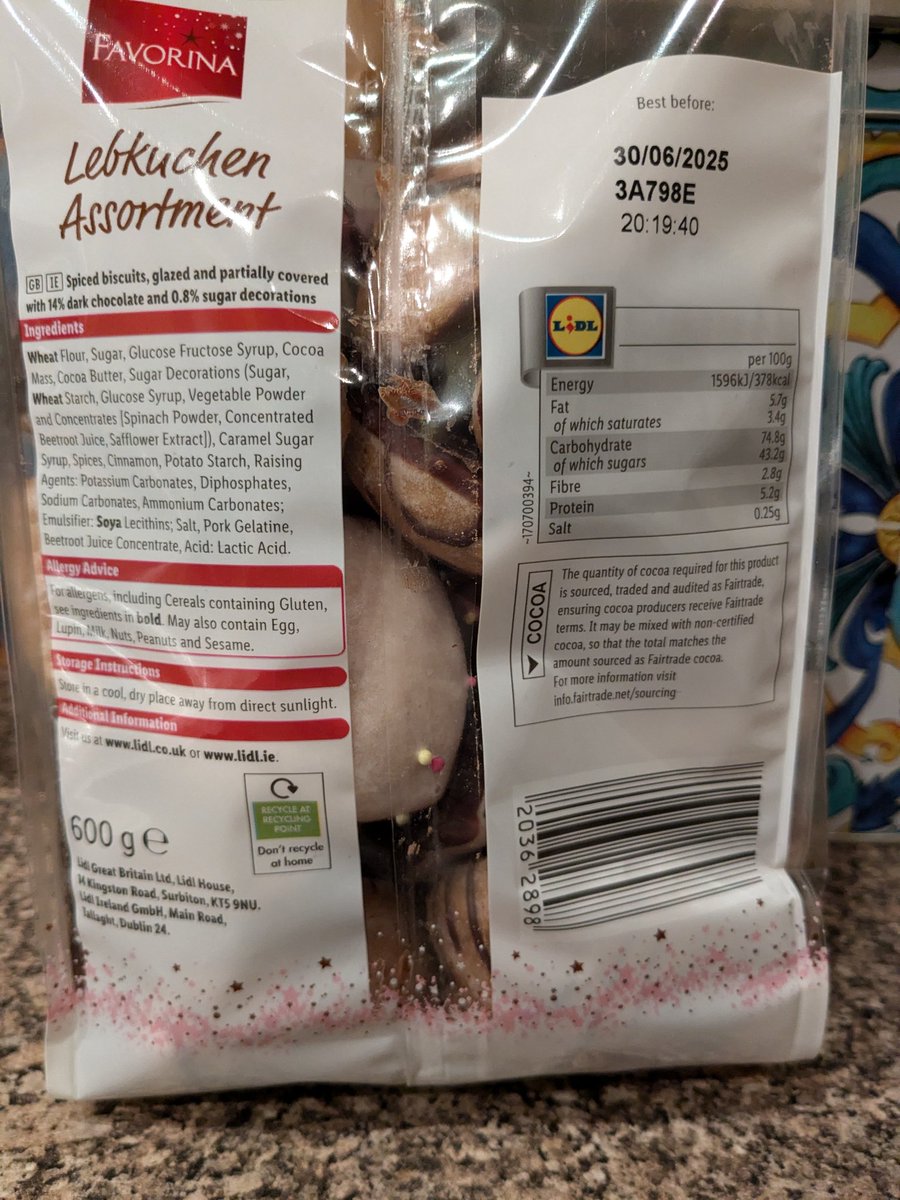 FAVORINA
Lebkuchen
Assortment
GB IE Spiced biscuits, glazed and partially covered
with 14% dark chocolate and 0.8% sugar decorations
Ingredients
Wheat Flour, Sugar, Glucose Fructose Syrup, Cocoa
Mass, Cocoa Butter, Sugar Decorations (Sugar,
Wheat Starch, Glucose Syrup, Vegetable Powder
and Concentrates [Spinach Powder, Concentrated
Beetroot Juice, Safflower Extract]), Caramel Sugar
Syrup, Spices, Cinnamon, Potato Starch, Raising
Agents: Potassium Carbonates, Diphosphates,
Sodium Carbonates, Ammonium Carbonates;
Emulsifier: Soya Lecithins; Salt, Pork Gelatine,
Beetroot Juice Concentrate, Acid: Lactic Acid.
Allergy Advice
For allergens, including Cereals containing Gluten,
see ingredients in bold. May also contain Egg,
Lupin, Milk, Nuts, Peanuts and Sesame.
Storage Instructions
Store in a cool, dry place away from direct sunlight.
Additional Information
Visit us at www.lidl.co.uk or www.lidl.ie.
600 g e
RECYCLE AT
RECYCLING
POINT
Don't recycle
at home
Lidl Great Britain Ltd, Lidl House,
14 Kingston Road, Surbiton, KT5 9NU.
Lidl Ireland GmbH, Main Road,
Tallaght, Dublin 24.
Best before:
30/06/2025
3A798E
20:19:40
LIDL
per 100g
Energy 1596kJ/378kcal
Fat 5.7g
of which saturates 3.4g
Carbohydrate 74.8g
of which sugars 43.2g
Fibre 2.8g
Protein 5.2g
Salt 0.25g
~170700394~
COCOA
The quantity of cocoa required for this product
is sourced, traded and audited as Fairtrade,
ensuring cocoa producers receive Fairtrade
terms. It may be mixed with non-certified
cocoa, so that the total matches the
amount sourced as Fairtrade cocoa.
For more information visit
info.fairtrade.net/sourcing
2036 2898